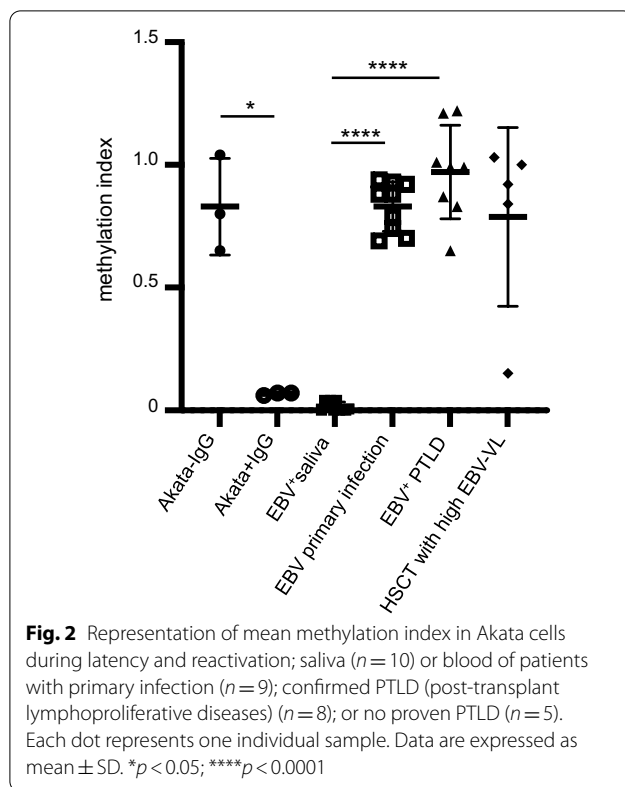 1.5
1.0
0.5
0
methylation index
*
****
****
Akata-IgG
Akata+IgG
EBV⁺saliva
EBV primary infection
EBV⁺ PTLD
HSCT with high EBV-VL
Fig. 2 Representation of mean methylation index in Akata cells
during latency and reactivation; saliva (n = 10) or blood of patients
with primary infection (n = 9); confirmed PTLD (post-transplant
lymphoproliferative diseases) (n = 8); or no proven PTLD (n = 5).
Each dot represents one individual sample. Data are expressed as
mean ± SD. *p < 0.05; ****p < 0.0001